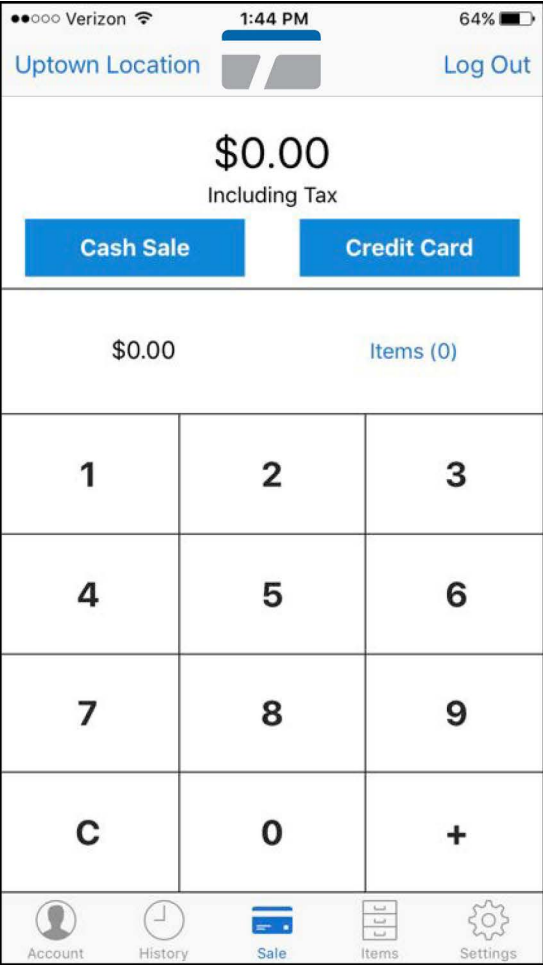 Verizon 1:44 PM 64%
Uptown Location Log Out
$0.00
Including Tax
Cash Sale Credit Card
$0.00 Items (0)
1 2 3
4 5 6
7 8 9
C 0 +
Account History Sale Items Settings